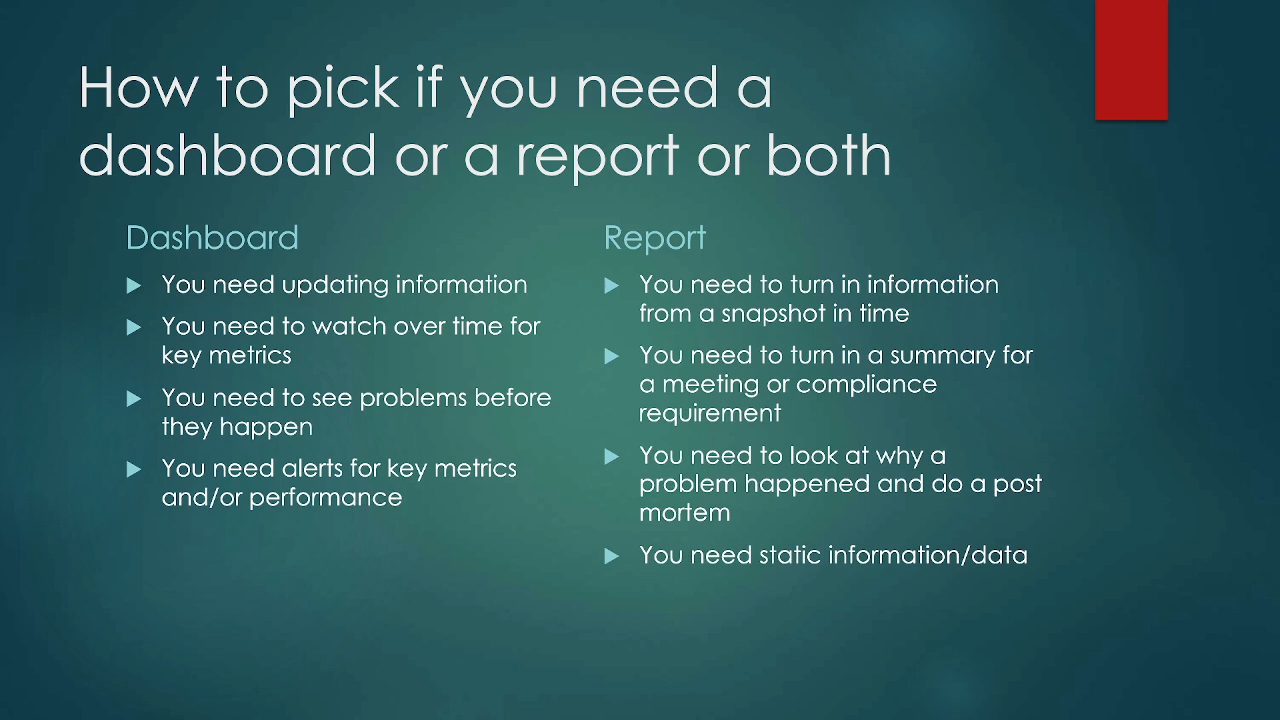 How to pick if you need a
dashboard or a report or both
Dashboard
You need updating information
You need to watch over time for
key metrics
You need to see problems before
they happen
You need alerts for key metrics
and/or performance
Report
You need to turn in information
from a snapshot in time
You need to turn in a summary for
a meeting or compliance
requirement
You need to look at why a
problem happened and do a post
mortem
You need static information/data